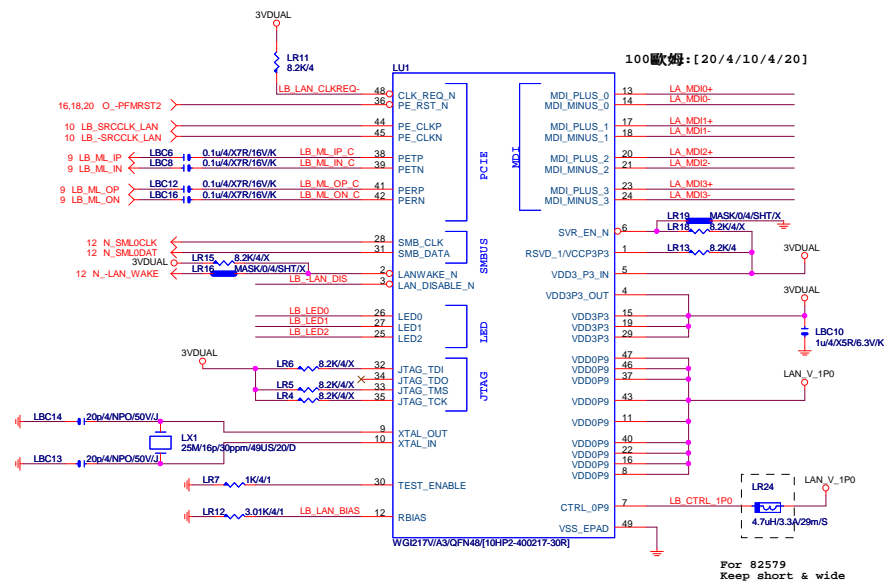 3VDUAL
LR11
8.2K/4
LU1
100歐姆:[20/4/10/4/20]
LB_LAN_CLKREQ-
48 CLK_REQ_N
16,18,20 O_-PFMRST2
36 PE_RST_N
10 LB_SRCCLK_LAN
44 PE_CLKP
10 LB_-SRCCLK_LAN
45 PE_CLKN
9 LB_ML_IP LBC6 0.1u/4/X7R/16V/K LB_ML_IP_C 38 PETP
9 LB_ML_IN LBC8 0.1u/4/X7R/16V/K LB_ML_IN_C 39 PETN
9 LB_ML_OP LBC12 0.1u/4/X7R/16V/K LB_ML_OP_C 41 PERP
9 LB_ML_ON LBC16 0.1u/4/X7R/16V/K LB_ML_ON_C 42 PERN
PCIE
12 N_SML0CLK 28 SMB_CLK
12 N_SML0DAT 31 SMB_DATA
SMBUS
3VDUAL LR15 8.2K/4/X
12 N_-LAN_WAKE LR16 MASK/0/4/SHT/X 2 LANWAKE_N
LB_-LAN_DIS 3 LAN_DISABLE_N
LB_LED0 26 LED0
LB_LED1 27 LED1
LB_LED2 25 LED2
LED
3VDUAL
LR6 8.2K/4/X 32 JTAG_TDI
34 JTAG_TDO
LR5 8.2K/4/X 33 JTAG_TMS
LR4 8.2K/4/X 35 JTAG_TCK
JTAG
LBC14 20p/4/NPO/50V/J
9 XTAL_OUT
LX1
25M/16p/30ppm/49US/20/D
10 XTAL_IN
LBC13 20p/4/NPO/50V/J
LR7 1K/4/1 30 TEST_ENABLE
LR12 3.01K/4/1 LB_LAN_BIAS 12 RBIAS
WGI217V/A3/QFN48/[10HP2-400217-30R]
MDI
MDI_PLUS_0 13 LA_MDI0+
MDI_MINUS_0 14 LA_MDI0-
MDI_PLUS_1 17 LA_MDI1+
MDI_MINUS_1 18 LA_MDI1-
MDI_PLUS_2 20 LA_MDI2+
MDI_MINUS_2 21 LA_MDI2-
MDI_PLUS_3 23 LA_MDI3+
MDI_MINUS_3 24 LA_MDI3-
LR19 MASK/0/4/SHT/X
SVR_EN_N 6 LR18 8.2K/4/X
RSVD_1/VCCP3P3 1 LR13 8.2K/4
3VDUAL
VDD3_P3_IN 5
VDD3P3_OUT 4
3VDUAL
VDD3P3 15
VDD3P3 19
VDD3P3 29
LBC10
1u/4/X5R/6.3V/K
VDD0P9 47
VDD0P9 46
VDD0P9 37
LAN_V_1P0
VDD0P9 43
VDD0P9 11
VDD0P9 40
VDD0P9 22
VDD0P9 16
VDD0P9 8
CTRL_0P9 7 LB_CTRL_1P0
LR24
LAN_V_1P0
4.7uH/3.3A/29m/S
VSS_EPAD 49
For 82579
Keep short & wide